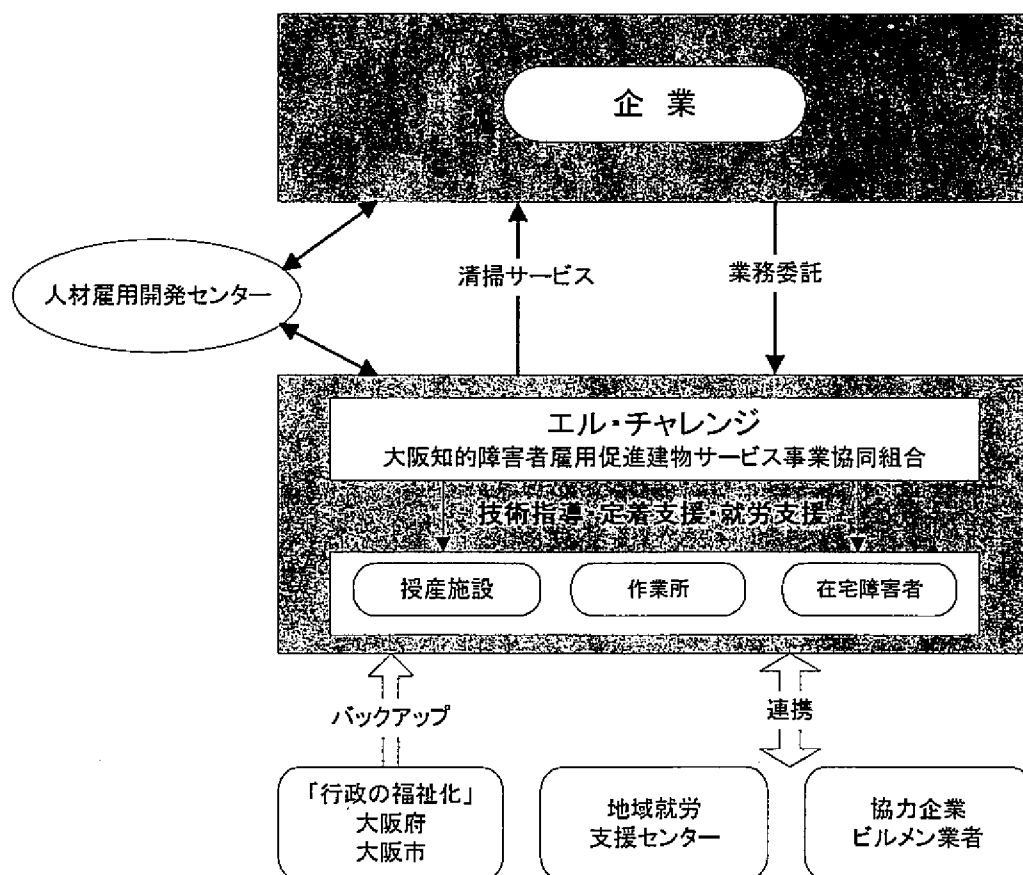 企 業
清掃サービス
業務委託
人材雇用開発センター
エル・チャレンジ
大阪知的障害者雇用促進建物サービス事業協同組合
技術指導・定着支援・就労支援
授産施設
作業所
在宅障害者
バックアップ
連携
「行政の福祉化」
大阪府
大阪市
地域就労
支援センター
協力企業
ビルメン業者